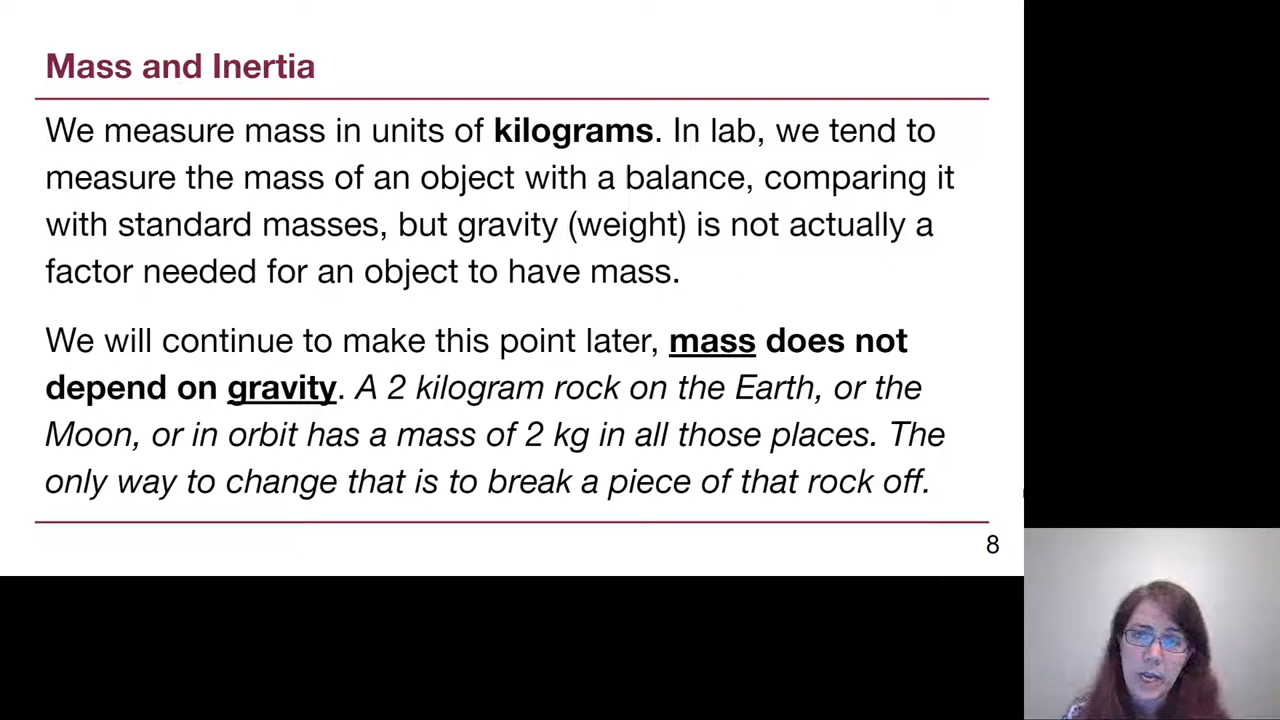 Mass and Inertia
We measure mass in units of kilograms. In lab, we tend to
measure the mass of an object with a balance, comparing it
with standard masses, but gravity (weight) is not actually a
factor needed for an object to have mass.
We will continue to make this point later, mass does not
depend on gravity. A 2 kilogram rock on the Earth, or the
Moon, or in orbit has a mass of 2 kg in all those places. The
only way to change that is to break a piece of that rock off.
8